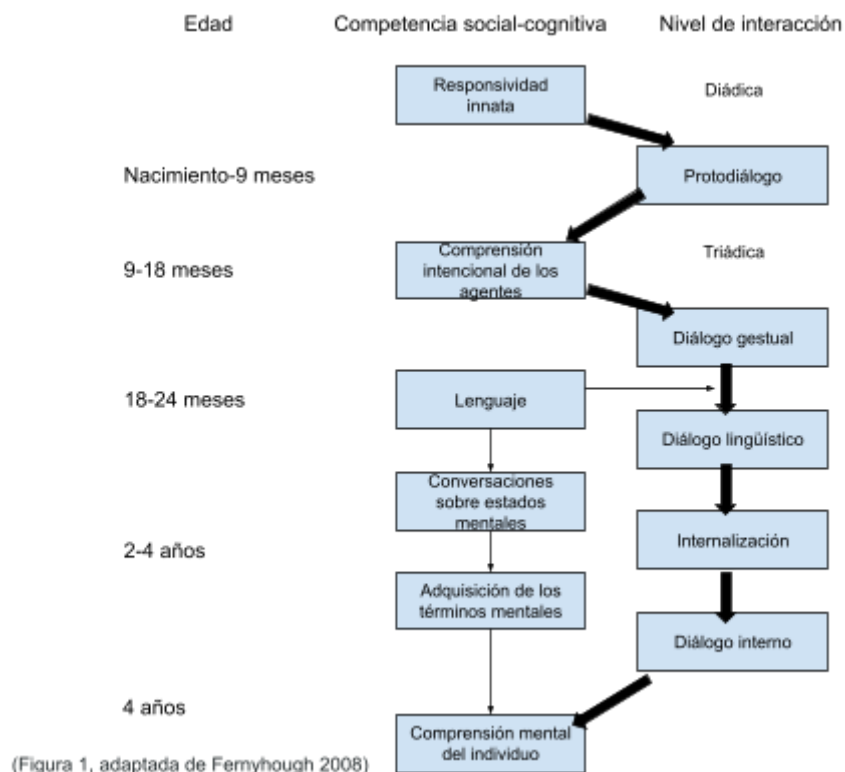 Edad
Competencia social-cognitiva
Nivel de interacción
Responsividad
innata
Diádica
Nacimiento-9 meses
Protodiálogo
9-18 meses
Comprensión
intencional de los
agentes
Triádica
Diálogo gestual
18-24 meses
Lenguaje
Diálogo lingüístico
Conversaciones
sobre estados
mentales
2-4 años
Internalización
Adquisición de los
términos mentales
Diálogo interno
4 años
Comprensión mental
del individuo
(Figura 1, adaptada de Fernyhough 2008)